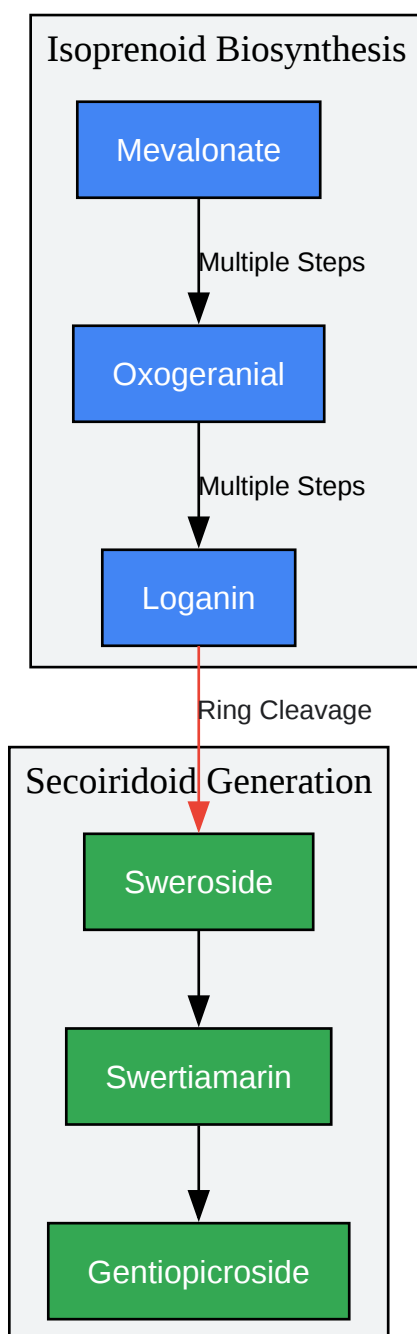 Isoprenoid Biosynthesis
Mevalonate
Multiple Steps
Oxogeranial
Multiple Steps
Loganin
Ring Cleavage
Secoiridoid Generation
Sweroside
Swertiamarin
Gentiopicroside